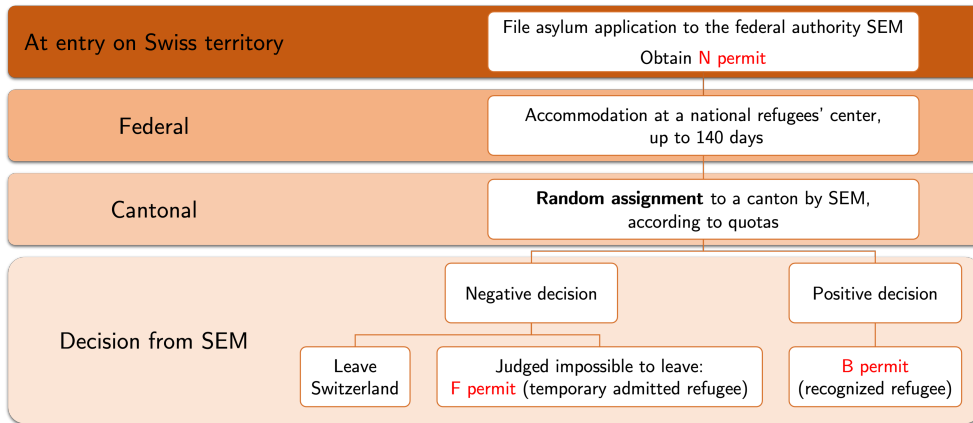 At entry on Swiss territory
File asylum application to the federal authority SEM
Obtain N permit
Federal
Accommodation at a national refugees' center,
up to 140 days
Cantonal
Random assignment to a canton by SEM,
according to quotas
Decision from SEM
Negative decision
Positive decision
Leave
Switzerland
Judged impossible to leave:
F permit (temporary admitted refugee)
B permit
(recognized refugee)